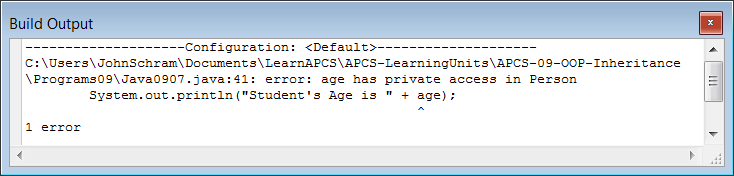 Build Output
--------------------Configuration: <Default>--------------------
C:\Users\JohnSchram\Documents\LearnAPCS\APCS-LearningUnits\APCS-09-OOP-Inheritance
\Programs09\Java0907.java:41: error: age has private access in Person
        System.out.println("Student's Age is " + age);
                                                 ^
1 error